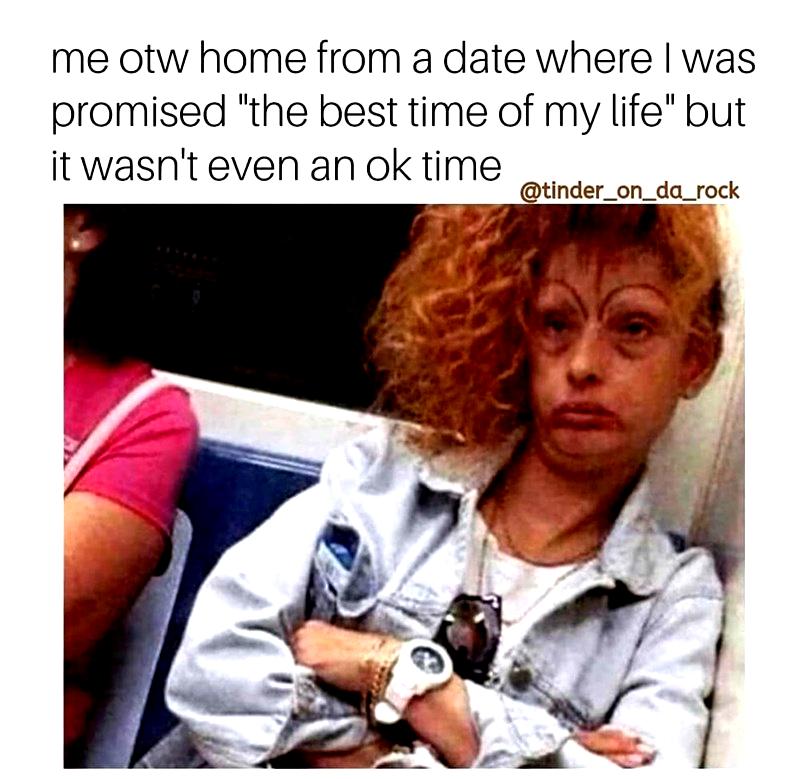 me otw home from a date where I was
promised "the best time of my life" but
it wasn't even an ok time
@tinder_on_da_rock